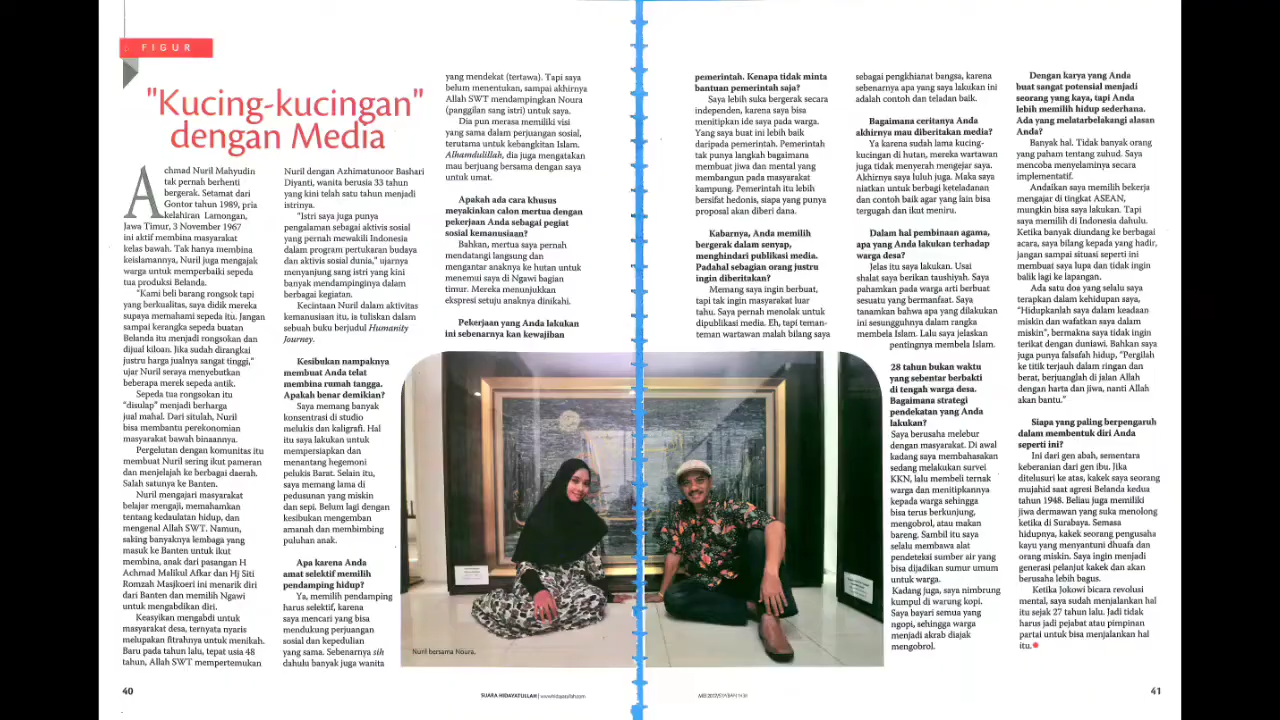 FIGUR
"Kucing-kucingan"
dengan Media
Achmad Nuril Mahyudin
tak pernah berhenti
bergerak. Setamat dari
Gontor tahun 1989, pria
kelahiran Lamongan,
Jawa Timur, 3 November 1967
ini aktif membina masyarakat
kelas bawah. Tak hanya membina
keislamannya, Nuril juga mengajak
warga untuk memperbaiki sepeda
tua produksi Belanda.
"Kami beli barang rongsok tapi
yang berkualitas, saya didik mereka
supaya memahami sepeda itu. Jangan
sampai kerangka sepeda buatan
Belanda itu menjadi rongsokan dan
dijual kiloan. Jika sudah dirangkai
justru harga jualnya sangat tinggi,"
ujar Nuril seraya menyebutkan
beberapa merek sepeda antik.
Sepeda tua rongsokan itu
"disulap" menjadi berharga
jual mahal. Dari situlah, Nuril
bisa membantu perekonomian
masyarakat bawah binaannya.
Pergelutan dengan komunitas itu
membuat Nuril sering ikut pameran
dan menjelajah ke berbagai daerah.
Salah satunya ke Banten.
Nuril mengajari masyarakat
belajar mengaji, memahamkan
tentang kedaulatan hidup, dan
mengenal Allah SWT. Namun,
saking banyaknya lembaga yang
masuk ke Banten untuk ikut
membina, anak dari pasangan H
Achmad Malikul Afkar dan Hj Siti
Romzah Masjkoeri ini menarik diri
dari Banten dan memilih Ngawi
untuk mengabdikan diri.
Keasyikan mengabdi untuk
masyarakat desa, ternyata nyaris
melupakan fitrahnya untuk menikah.
Baru pada tahun lalu, tepat usia 48
tahun, Allah SWT mempertemukan
Nuril dengan Azhimatunoor Bashari
Diyanti, wanita berusia 33 tahun
yang kini telah satu tahun menjadi
istrinya.
"Istri saya juga punya
pengalaman sebagai aktivis sosial
yang pernah mewakili Indonesia
dalam program pertukaran budaya
dan aktivis sosial dunia," ujarnya
menyanjung sang istri yang kini
banyak mendampinginya dalam
berbagai kegiatan.
Kecintaan Nuril dalam aktivitas
kemanusiaan itu, ia tuliskan dalam
sebuah buku berjudul Humanity
Journey.
Kesibukan nampaknya
membuat Anda telat
membina rumah tangga.
Apakah benar demikian?
Saya memang banyak
konsentrasi di studio
melukis dan kaligrafi. Hal
itu saya lakukan untuk
mempersiapkan dan
menantang hegemoni
pelukis Barat. Selain itu,
saya memang lama di
pedusunan yang miskin
dan sepi. Belum lagi dengan
kesibukan mengemban
amanah dan membimbing
puluhan anak.
Apa karena Anda
amat selektif memilih
pendamping hidup?
Ya, memilih pendamping
harus selektif, karena
saya mencari yang bisa
mendukung perjuangan
sosial dan kepedulian
yang sama. Sebenarnya sih
dahulu banyak juga wanita
yang mendekat (tertawa). Tapi saya
belum menentukan, sampai akhirnya
Allah SWT mendampingkan Noura
(panggilan sang istri) untuk saya.
Dia pun merasa memiliki visi
yang sama dalam perjuangan sosial,
terutama untuk kebangkitan Islam.
Alhamdulillah, dia juga mengatakan
mau berjuang bersama dengan saya
untuk umat.
Apakah ada cara khusus
meyakinkan calon mertua dengan
pekerjaan Anda sebagai pegiat
sosial kemanusiaan?
Bahkan, mertua saya pernah
mendatangi langsung dan
mengantar anaknya ke hutan untuk
menemui saya di Ngawi bagian
timur. Mereka menunjukkan
ekspresi setuju anaknya dinikahi.
Pekerjaan yang Anda lakukan
ini sebenarnya kan kewajiban
Nuril bersama Noura.
40
SUARA HIDAYATULLAH | www.hidayatullah.com
pemerintah. Kenapa tidak minta
bantuan pemerintah saja?
Saya lebih suka bergerak secara
independen, karena saya bisa
menitipkan ide saya pada warga.
Yang saya buat ini lebih baik
daripada pemerintah. Pemerintah
tak punya langkah bagaimana
membuat jiwa dan mental yang
membangun pada masyarakat
kampung. Pemerintah itu lebih
bersifat hedonis, siapa yang punya
proposal akan diberi dana.
Kabarnya, Anda memilih
bergerak dalam senyap,
menghindari publikasi media.
Padahal sebagian orang justru
ingin diberitakan?
Memang saya ingin berbuat,
tapi tak ingin masyarakat luar
tahu. Saya pernah menolak untuk
dipublikasi media. Eh, tapi teman-
teman wartawan malah bilang saya
sebagai pengkhianat bangsa, karena
sebenarnya apa yang saya lakukan ini
adalah contoh dan teladan baik.
Bagaimana ceritanya Anda
akhirnya mau diberitakan media?
Ya karena sudah lama kucing-
kucingan di hutan, mereka wartawan
juga tidak menyerah mengejar saya.
Akhirnya saya luluh juga. Maka saya
niatkan untuk berbagi keteladanan
dan contoh baik agar yang lain bisa
tergugah dan ikut meniru.
Dalam hal pembinaan agama,
apa yang Anda lakukan terhadap
warga desa?
Jelas itu saya lakukan. Usai
shalat saya berikan taushiyah. Saya
pahamkan pada warga arti berbuat
sesuatu yang bermanfaat. Saya
tanamkan bahwa apa yang dilakukan
ini sesungguhnya dalam rangka
membela Islam. Lalu saya jelaskan
pentingnya membela Islam.
28 tahun bukan waktu
yang sebentar berbakti
di tengah warga desa.
Bagaimana strategi
pendekatan yang Anda
lakukan?
Saya berusaha melebur
dengan masyarakat. Di awal
kadang saya membahasakan
sedang melakukan survei
KKN, lalu membeli ternak
warga dan menitipkannya
kepada warga sehingga
bisa terus berkunjung,
mengobrol, atau makan
bareng. Sambil itu saya
selalu membawa alat
pendeteksi sumber air yang
bisa dijadikan sumur umum
untuk warga.
Kadang juga, saya nimbrung
kumpul di warung kopi.
Saya bayari semua yang
ngopi, sehingga warga
menjadi akrab diajak
mengobrol.
Dengan karya yang Anda
buat sangat potensial menjadi
seorang yang kaya, tapi Anda
lebih memilih hidup sederhana.
Ada yang melatarbelakangi alasan
Anda?
Banyak hal. Tidak banyak orang
yang paham tentang zuhud. Saya
mencoba menyelaminya secara
implementatif.
Andaikan saya memilih bekerja
mengajar di tingkat ASEAN,
mungkin bisa saya lakukan. Tapi
saya memilih di Indonesia dahulu.
Ketika banyak diundang ke berbagai
acara, saya bilang kepada yang hadir,
jangan sampai situasi seperti ini
membuat saya lupa dan tidak ingin
balik lagi ke lapangan.
Ada satu doa yang selalu saya
terapkan dalam kehidupan saya,
"Hidupkanlah saya dalam keadaan
miskin dan wafatkan saya dalam
miskin", bermakna saya tidak ingin
terikat dengan duniawi. Bahkan saya
juga punya falsafah hidup, "Pergilah
ke titik terjauh dalam ringan dan
berat, berjuanglah di jalan Allah
dengan harta dan jiwa, nanti Allah
akan bantu."
Siapa yang paling berpengaruh
dalam membentuk diri Anda
seperti ini?
Ini dari gen abah, sementara
keberanian dari gen ibu. Jika
ditelusuri ke atas, kakek saya seorang
mujahid saat agresi Belanda kedua
tahun 1948. Beliau juga memiliki
jiwa dermawan yang suka menolong
ketika di Surabaya. Semasa
hidupnya, kakek seorang pengusaha
kayu yang menyantuni dhuafa dan
orang miskin. Saya ingin menjadi
generasi pelanjut kakek dan akan
berusaha lebih bagus.
Ketika Jokowi bicara revolusi
mental, saya sudah menjalankan hal
itu sejak 27 tahun lalu. Jadi tidak
harus jadi pejabat atau pimpinan
partai untuk bisa menjalankan hal
itu.
41